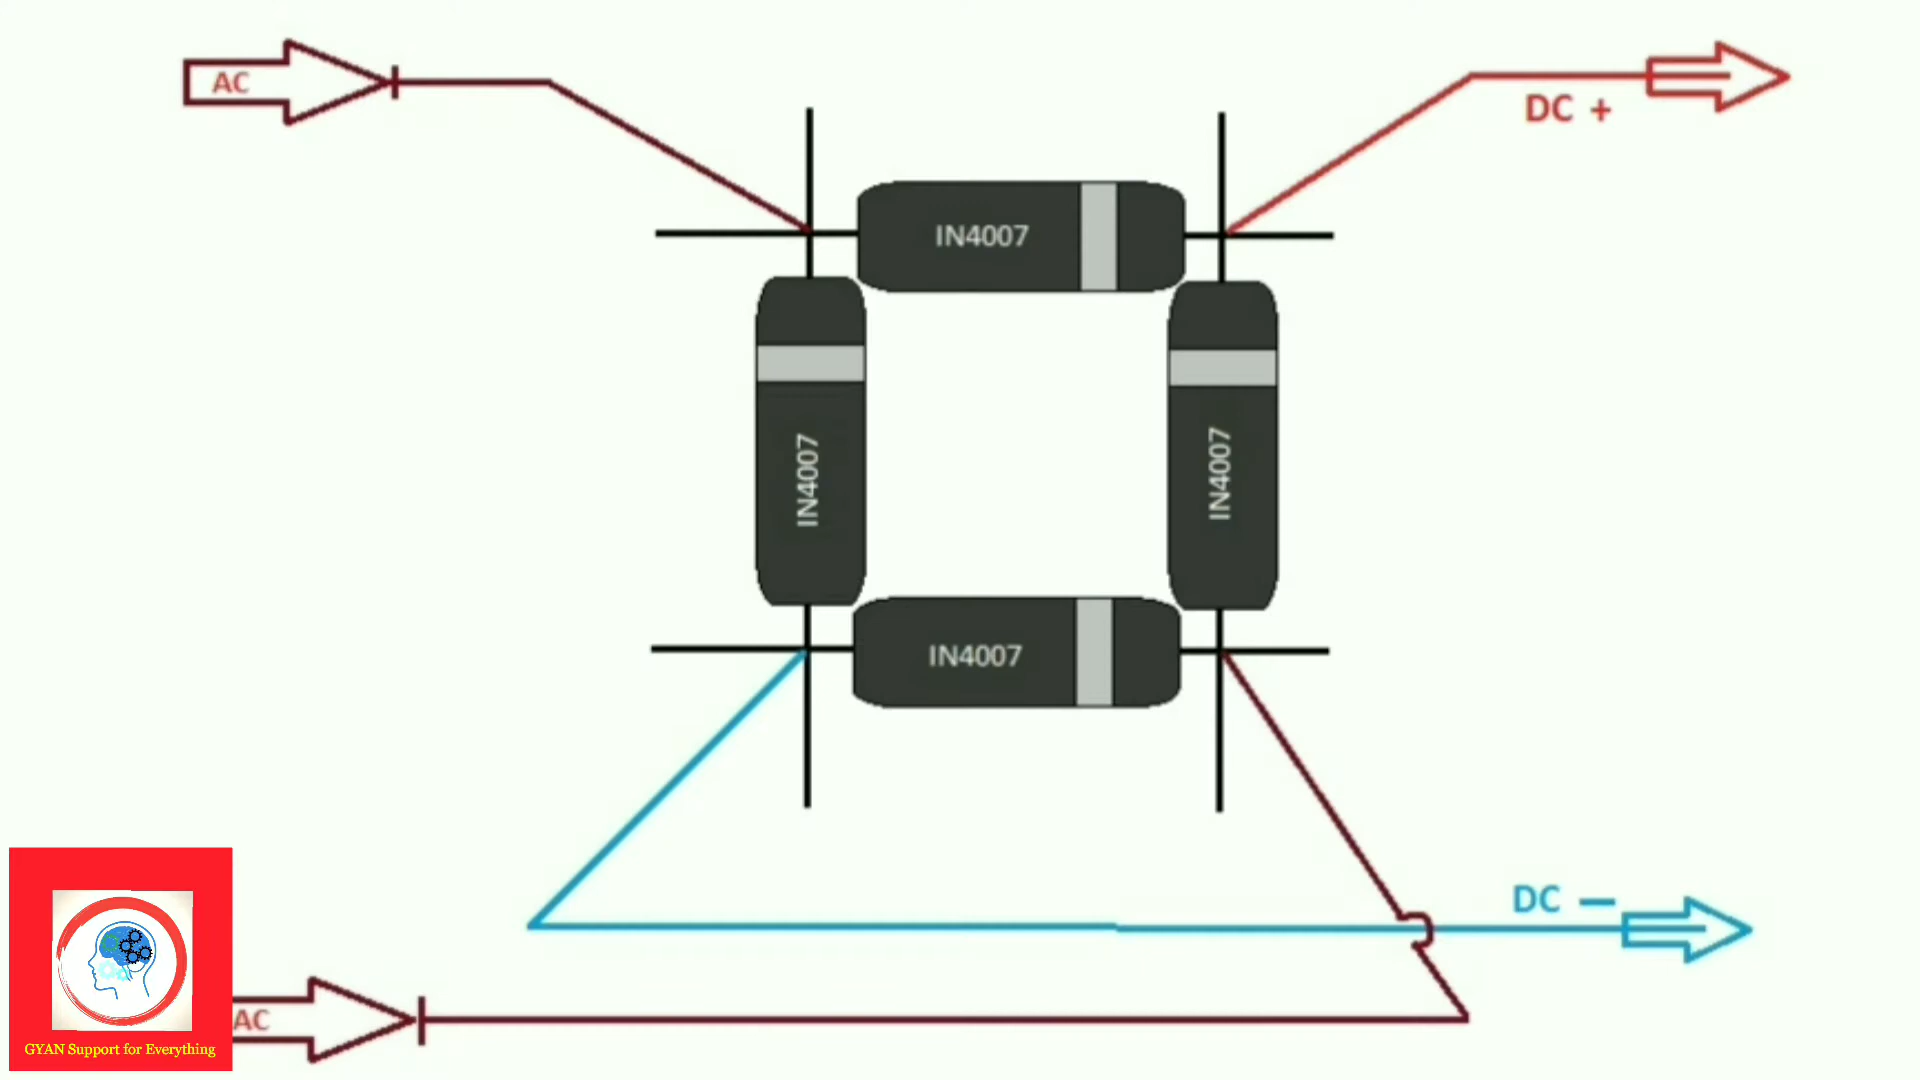 AC
DC +
IN4007
IN4007
IN4007
IN4007
DC −
AC
GYAN Support for Everything